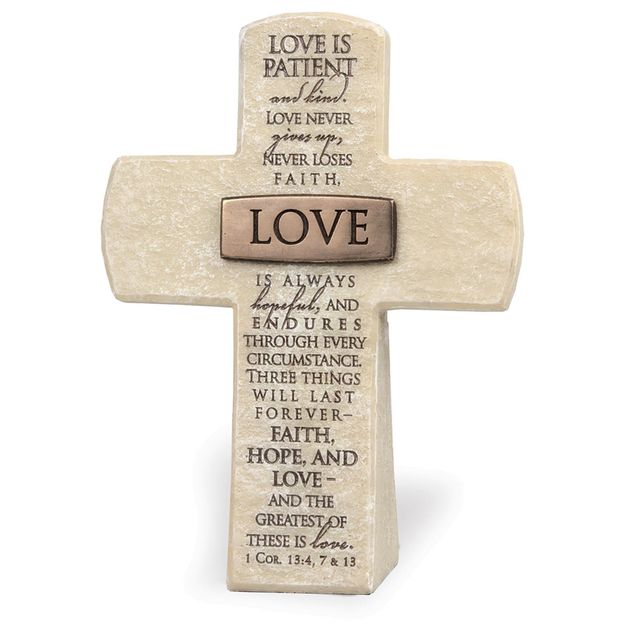 LOVE IS
PATIENT
and kind.
LOVE NEVER
gives up,
NEVER LOSES
FAITH,
LOVE
IS ALWAYS
hopeful, AND
ENDURES
THROUGH EVERY
CIRCUMSTANCE.
THREE THINGS
WILL LAST
FOREVER–
FAITH,
HOPE, AND
LOVE –
AND THE
GREATEST OF
THESE IS love.
1 COR. 13:4, 7 & 13